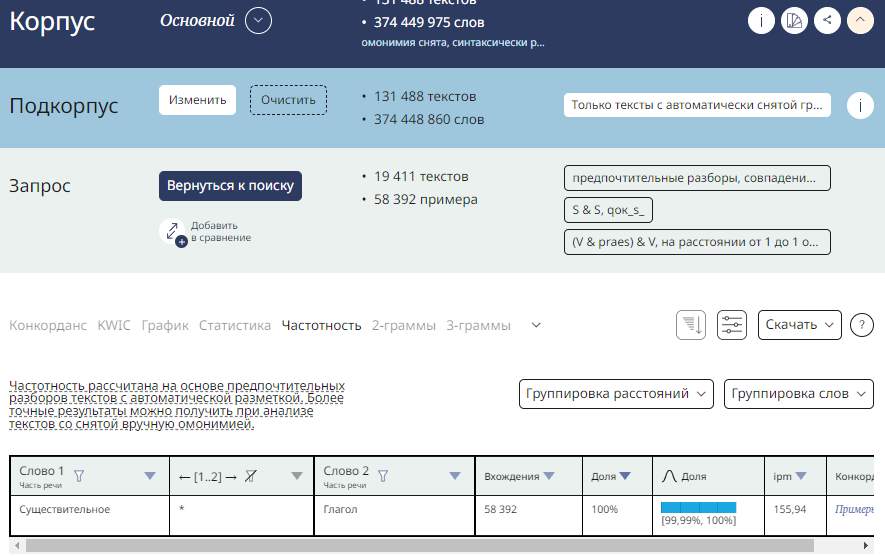 Корпус
Основной
131 488 текстов
374 449 975 слов
омонимия снята, синтаксически р...
Подкорпус
Изменить
Очистить
131 488 текстов
374 448 860 слов
Только тексты с автоматически снятой гр...
Запрос
Вернуться к поиску
Добавить
в сравнение
19 411 текстов
58 392 примера
предпочтительные разборы, совпадени...
S & S, qок_s_
(V & praes) & V, на расстоянии от 1 до 1 о...
Конкорданс KWIC График Статистика Частотность 2-граммы 3-граммы
Скачать
?
Частотность рассчитана на основе предпочтительных
разборов текстов с автоматической разметкой. Более
точные результаты можно получить при анализе
текстов со снятой вручную омонимией.
Группировка расстояний
Группировка слов
Слово 1
Часть речи
← [1..2] →
Слово 2
Часть речи
Вхождения
Доля
Доля
ipm
Конкорд
Существительное * Глагол 58 392 100% [99,99%, 100%] 155,94 Примеры